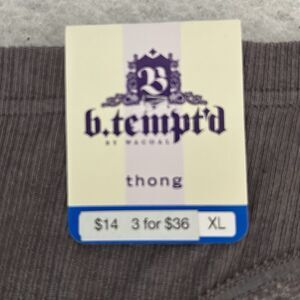 B
b.tempt'd
BY WACOAL
thong
$14 3 for $36 XL